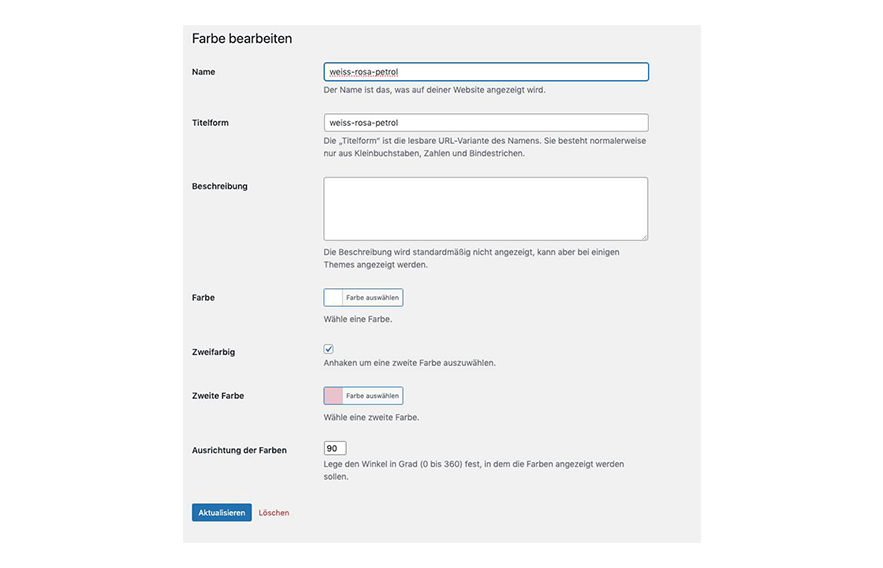 Farbe bearbeiten
Name
weiss-rosa-petrol
Der Name ist das, was auf deiner Website angezeigt wird.
Titelform
weiss-rosa-petrol
Die „Titelform“ ist die lesbare URL-Variante des Namens. Sie besteht normalerweise
nur aus Kleinbuchstaben, Zahlen und Bindestrichen.
Beschreibung
Die Beschreibung wird standardmäßig nicht angezeigt, kann aber bei einigen
Themes angezeigt werden.
Farbe
Farbe auswählen
Wähle eine Farbe.
Zweifarbig
Anhaken um eine zweite Farbe auszuwählen.
Zweite Farbe
Farbe auswählen
Wähle eine zweite Farbe.
Ausrichtung der Farben
90
Lege den Winkel in Grad (0 bis 360) fest, in dem die Farben angezeigt werden
sollen.
Aktualisieren Löschen